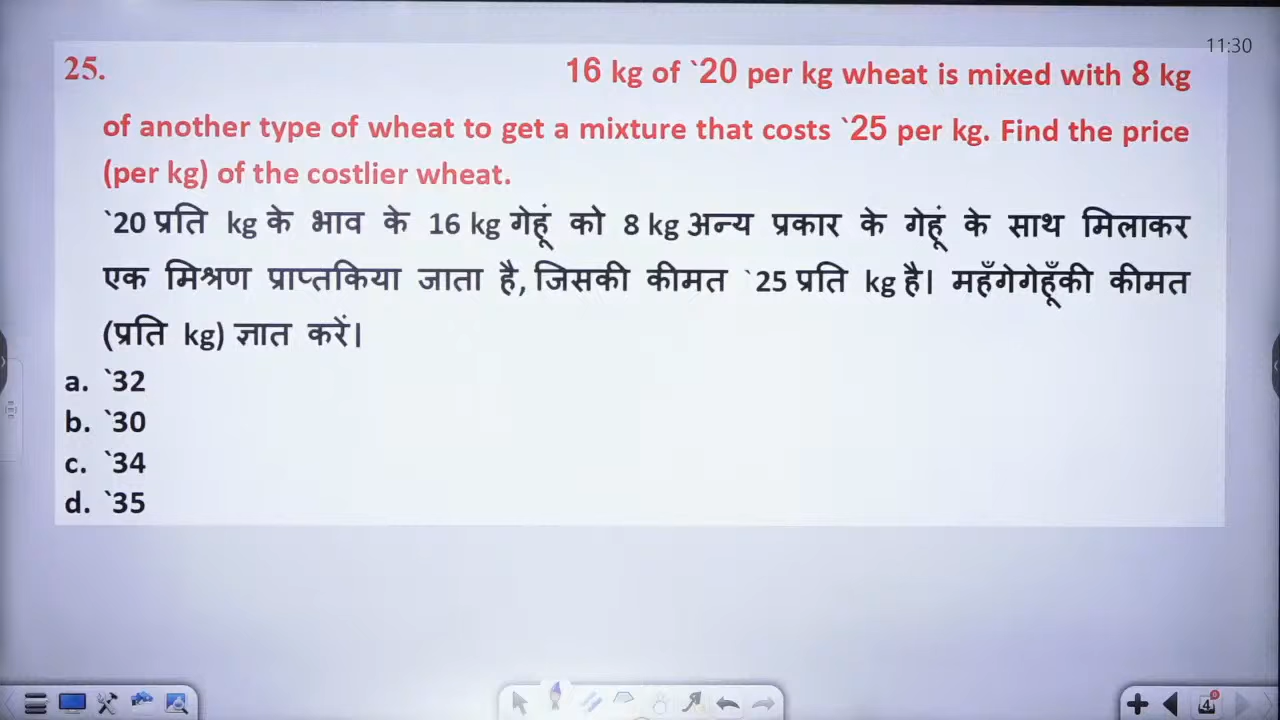 11:30
25. 16 kg of `20 per kg wheat is mixed with 8 kg
of another type of wheat to get a mixture that costs `25 per kg. Find the price
(per kg) of the costlier wheat.
`20 प्रति kg के भाव के 16 kg गेहूं को 8 kg अन्य प्रकार के गेहूं के साथ मिलाकर
एक मिश्रण प्राप्तकिया जाता है, जिसकी कीमत `25 प्रति kg है। महँगेगेहूँकी कीमत
(प्रति kg) ज्ञात करें।
a. `32
b. `30
c. `34
d. `35
4